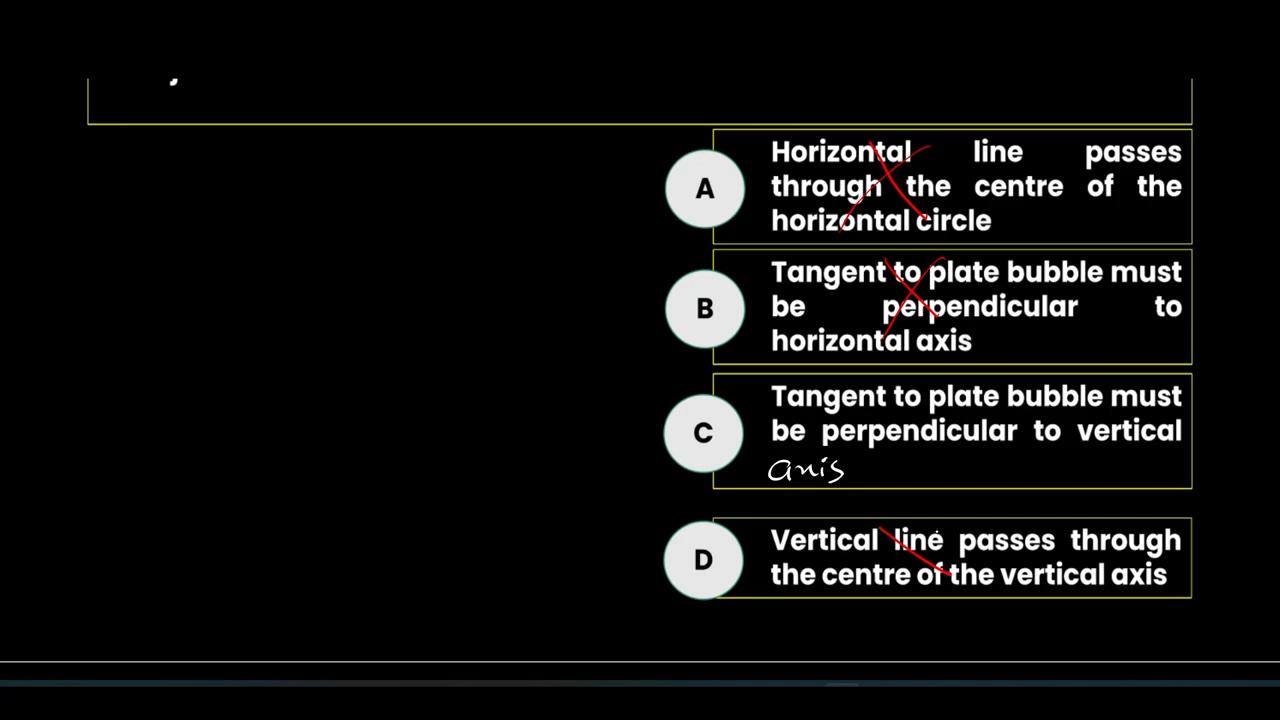 A
Horizontal line passes
through the centre of the
horizontal circle
B
Tangent to plate bubble must
be perpendicular to
horizontal axis
C
Tangent to plate bubble must
be perpendicular to vertical
axis
D
Vertical line passes through
the centre of the vertical axis